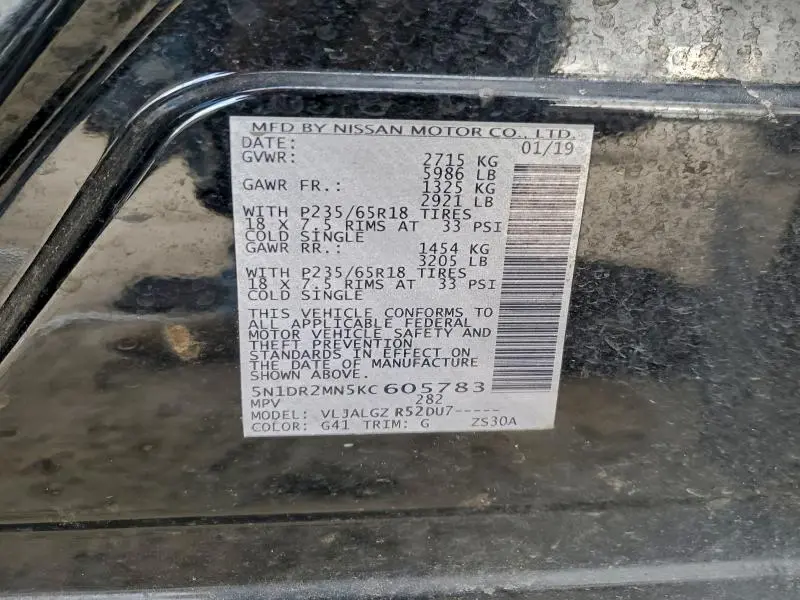 MFD BY NISSAN MOTOR CO., LTD.
DATE: 01/19
GVWR: 2715 KG
5986 LB
GAWR FR.: 1325 KG
2921 LB
WITH P235/65R18 TIRES
18 X 7.5 RIMS AT 33 PSI
COLD SINGLE
GAWR RR.: 1454 KG
3205 LB
WITH P235/65R18 TIRES
18 X 7.5 RIMS AT 33 PSI
COLD SINGLE
THIS VEHICLE CONFORMS TO
ALL APPLICABLE FEDERAL
MOTOR VEHICLE SAFETY AND
THEFT PREVENTION
STANDARDS IN EFFECT ON
THE DATE OF MANUFACTURE
SHOWN ABOVE.
5N1DR2MN5KC 605783
MPV 282
MODEL: VLJALGZ R52DU7-----
COLOR: G41 TRIM: G ZS30A